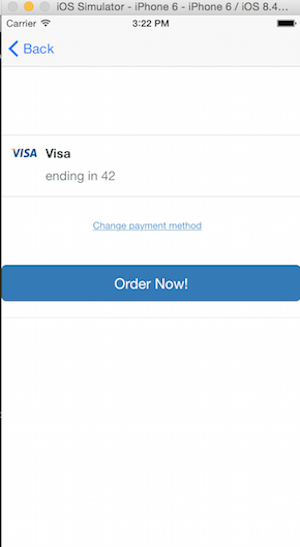 iOS Simulator - iPhone 6 - iPhone 6 / iOS 8.4...
Carrier 3:22 PM
Back
VISA Visa
ending in 42
Change payment method
Order Now!